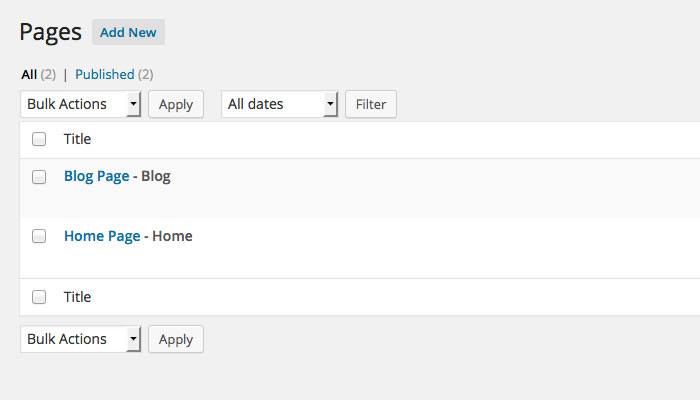 Pages Add New
All (2) | Published (2)
Bulk Actions Apply All dates Filter
Title
Blog Page - Blog
Home Page - Home
Title
Bulk Actions Apply